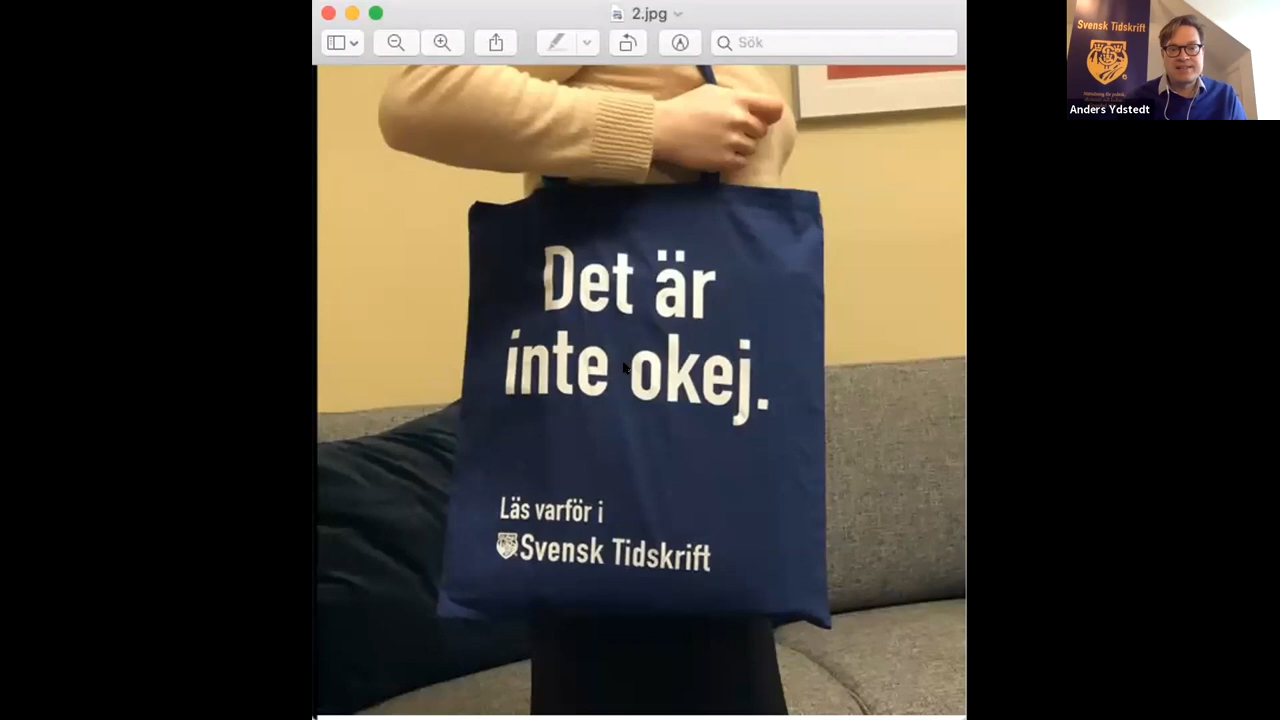 2.jpg
Sök
Det är
inte okej.
Läs varför i
Svensk Tidskrift
Svensk Tidskrift
Anders Ydstedt